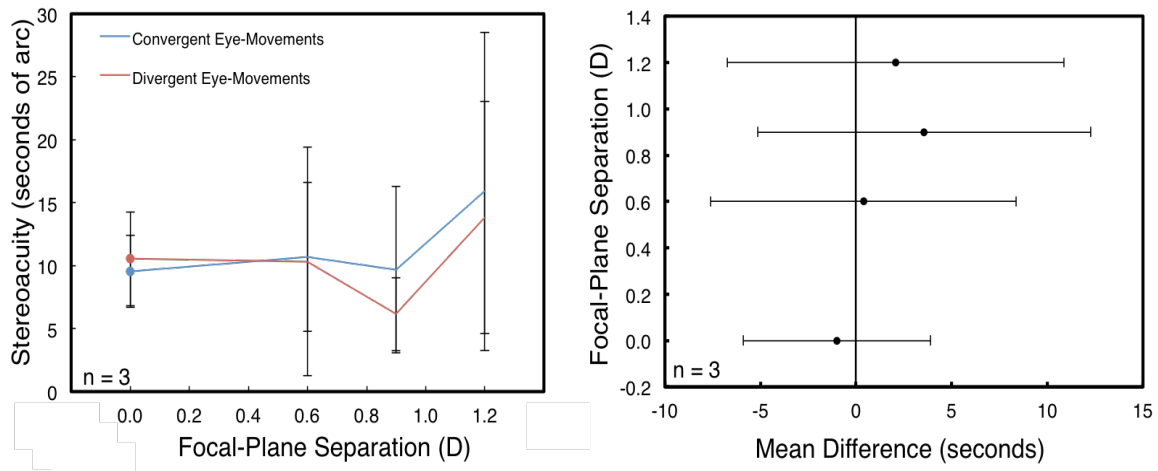 Stereoacuity (seconds of arc)
30
25
20
15
10
5
0
Convergent Eye-Movements
Divergent Eye-Movements
n = 3
0.0 0.2 0.4 0.6 0.8 1.0 1.2
Focal-Plane Separation (D)
Focal-Plane Separation (D)
1.4
1.2
1.0
0.8
0.6
0.4
0.2
0.0
-0.2
n = 3
-10 -5 0 5 10 15
Mean Difference (seconds)